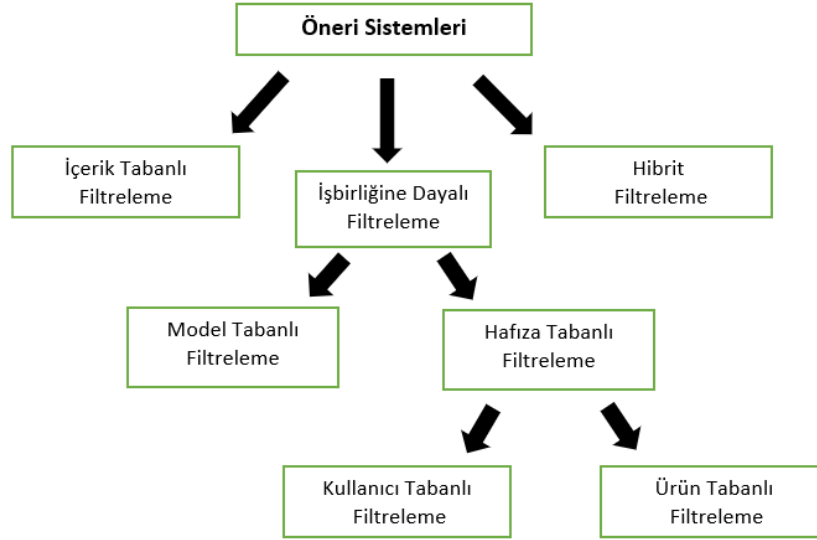 Öneri Sistemleri
İçerik Tabanlı
Filtreleme
İşbirliğine Dayalı
Filtreleme
Hibrit
Filtreleme
Model Tabanlı
Filtreleme
Hafıza Tabanlı
Filtreleme
Kullanıcı Tabanlı
Filtreleme
Ürün Tabanlı
Filtreleme